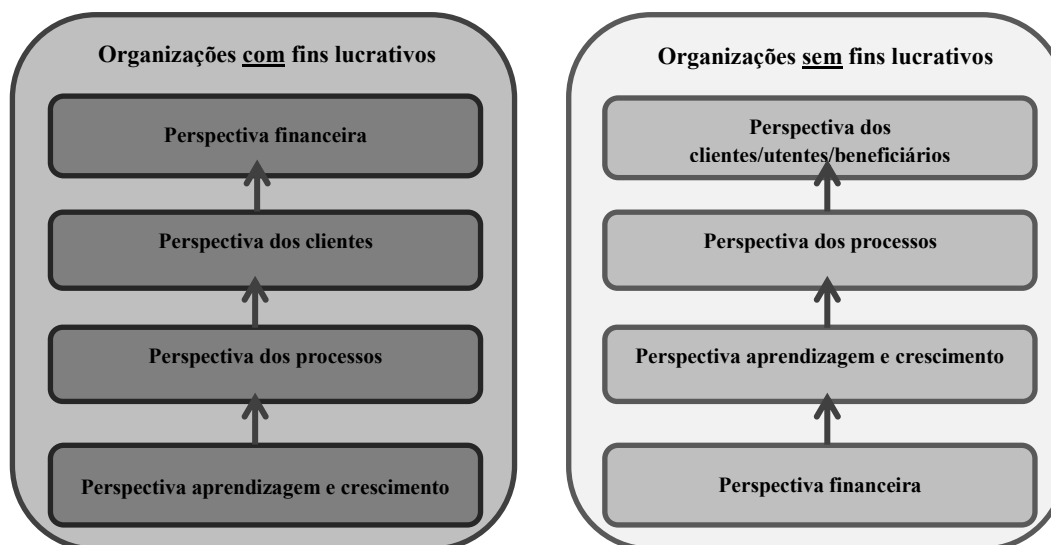 Organizações com fins lucrativos
Perspectiva financeira
Perspectiva dos clientes
Perspectiva dos processos
Perspectiva aprendizagem e crescimento
Organizações sem fins lucrativos
Perspectiva dos
clientes/utentes/beneficiários
Perspectiva dos processos
Perspectiva aprendizagem e crescimento
Perspectiva financeira